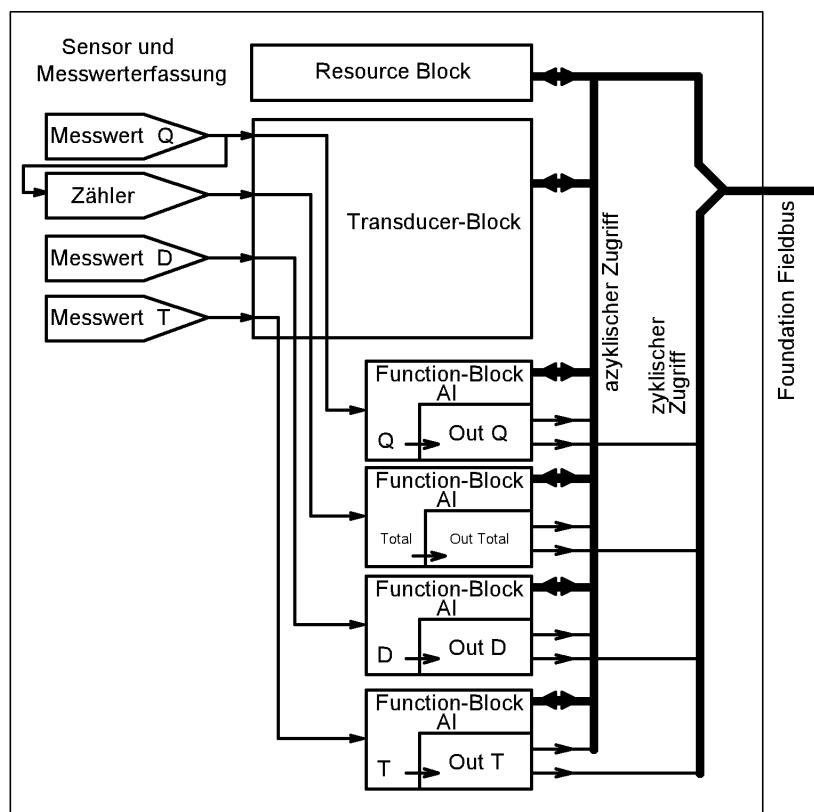 Sensor und
Messwerterfassung
Resource Block
Messwert Q
Zähler
Messwert D
Messwert T
Transducer-Block
azyklischer Zugriff
zyklischer
Zugriff
Foundation Fieldbus
Function-Block
AI
Q
Out Q
Function-Block
AI
Total
Out Total
Function-Block
AI
D
Out D
Function-Block
AI
T
Out T